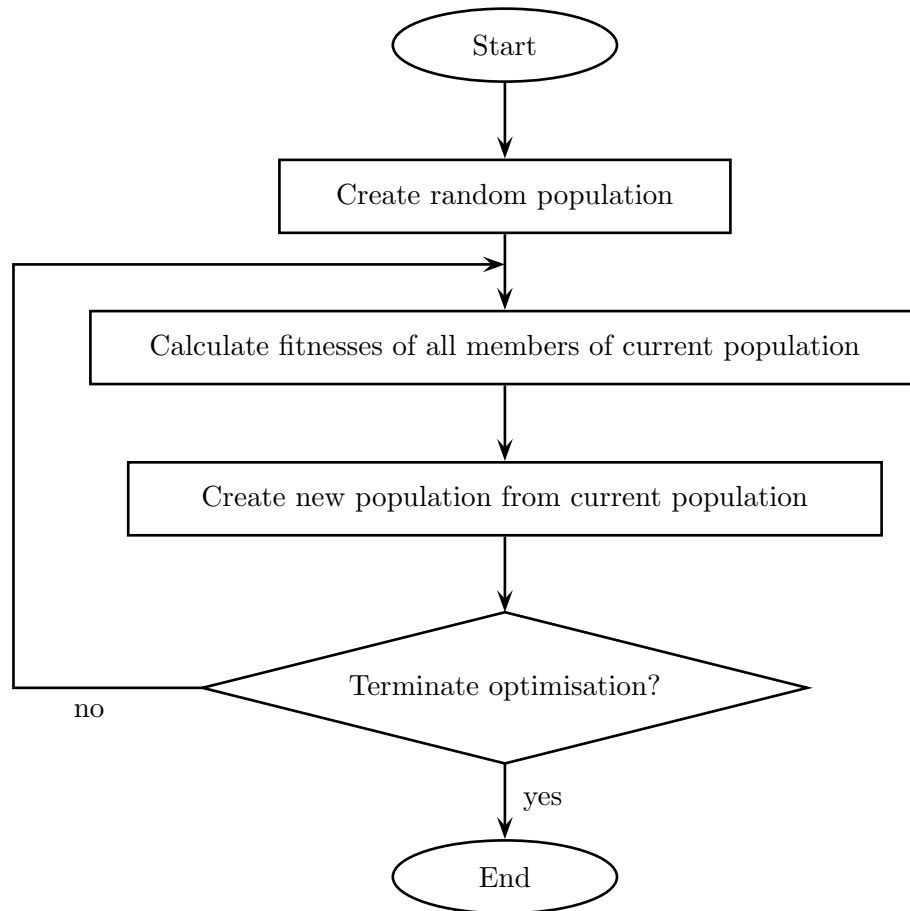 Start
Create random population
Calculate fitnesses of all members of current population
Create new population from current population
Terminate optimisation?
no
yes
End